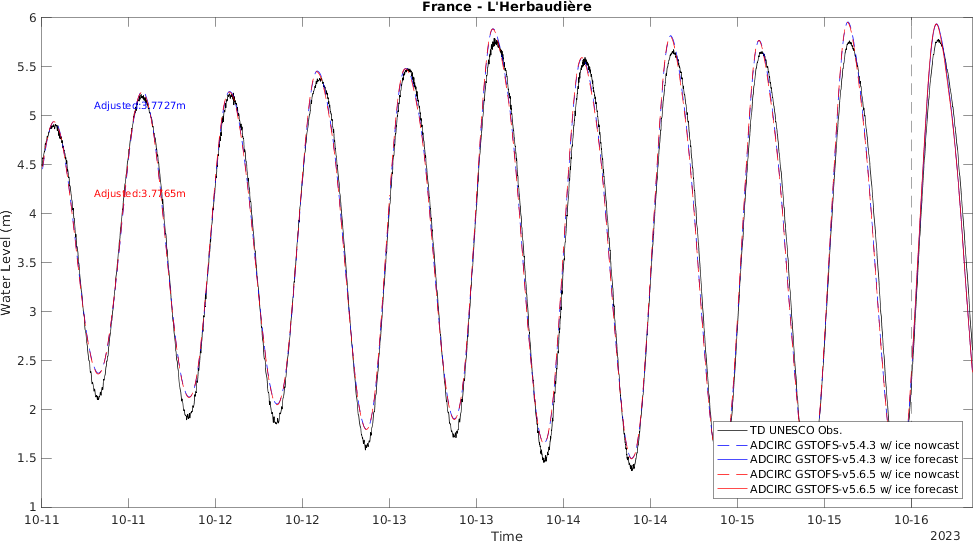 France - L'Herbaudière
6
5.5
5
4.5
4
3.5
3
2.5
2
1.5
1
Water Level (m)
Adjusted:3.7727m
Adjusted:3.7765m
TD UNESCO Obs.
ADCIRC GSTOFS-v5.4.3 w/ ice nowcast
ADCIRC GSTOFS-v5.4.3 w/ ice forecast
ADCIRC GSTOFS-v5.6.5 w/ ice nowcast
ADCIRC GSTOFS-v5.6.5 w/ ice forecast
10-11 10-11 10-12 10-12 10-13 10-13 10-14 10-14 10-15 10-15 10-16
Time
2023